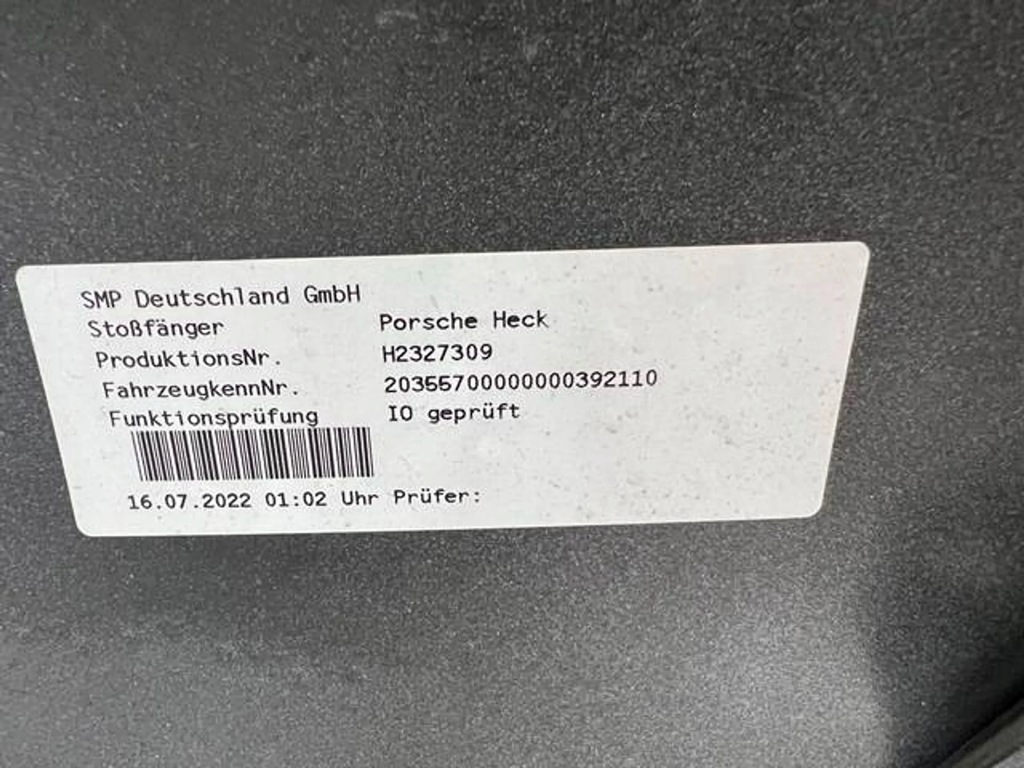 SMP Deutschland GmbH
Stoßfänger Porsche Heck
ProduktionsNr. H2327309
FahrzeugkennNr. 20355700000000392110
Funktionsprüfung IO geprüft
16.07.2022 01:02 Uhr Prüfer: